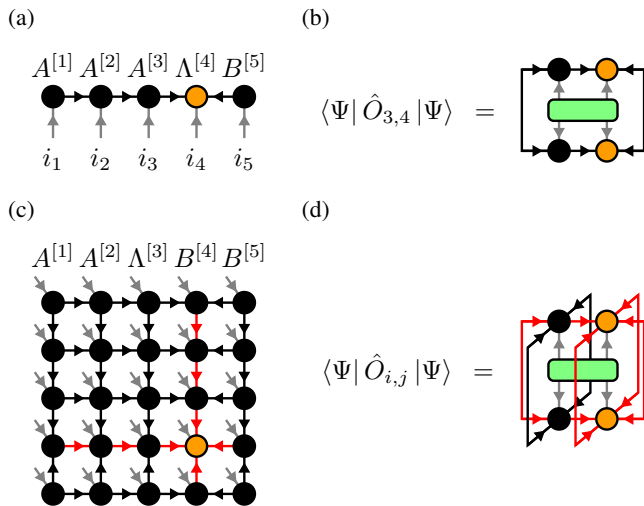 (a)
A^[1] A^[2] A^[3] Λ^[4] B^[5]
i_1 i_2 i_3 i_4 i_5
(b)
⟨Ψ| Ô_{3,4} |Ψ⟩ =
(c)
A^[1] A^[2] Λ^[3] B^[4] B^[5]
(d)
⟨Ψ| Ô_{i,j} |Ψ⟩ =